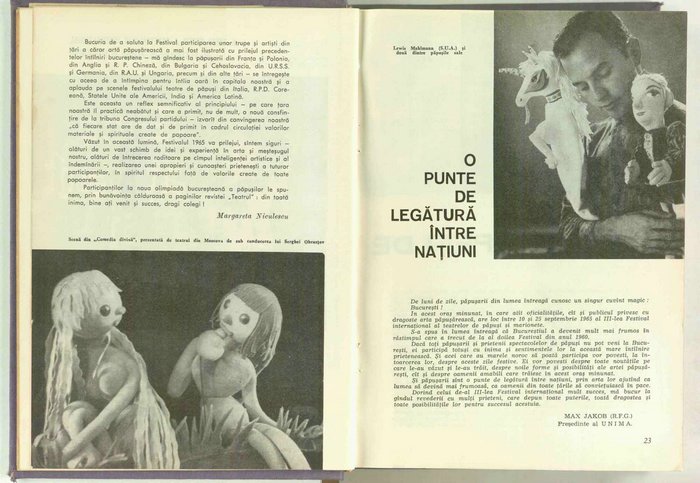 Bucuria de a saluta la Festival participarea unor trupe și artiști din
țări a căror artă păpușărească a mai fost ilustrată cu prilejul preceden-
telor întîlniri bucureștene — mă gîndesc la păpușarii din Franța și Polonia,
din Anglia și R. P. Chineză, din Bulgaria și Cehoslovacia, din U.R.S.S.
și Germania, din R.A.U. și Ungaria, precum și din alte țări — se întregește
cu aceea de a întîmpina pentru întîia oară în capitala noastră și a
aplauda pe scenele festivalului teatre de păpuși din Italia, R.P.D. Core-
eană, Statele Unite ale Americii, India și America Latină.
Este aceasta un reflex semnificativ al principiului — pe care țara
noastră îl practică neabătut și care a primit, nu de mult, o nouă consfin-
țire de la tribuna Congresului partidului — izvorît din convingerea noastră
„că fiecare stat are de dat și de primit în cadrul circulației valorilor
materiale și spirituale create de popoare”.
Văzut în această lumină, Festivalul 1965 va prilejui, sîntem siguri —
alături de un vast schimb de idei și experiență în arta și meșteșugul
nostru, alături de întrecerea roditoare pe cîmpul inteligenței artistice și al
îndemînării —, realizarea unei apropieri și cunoașteri prietenești a tuturor
participanților, în spiritul respectului față de valorile create de toate
popoarele.
Participanților la noua olimpiadă bucureșteană a păpușilor le spu-
nem, prin bunăvoința călduroasă a paginilor revistei „Teatrul” : din toată
inima, bine ați venit și succes, dragi colegi !
Margareta Niculescu
Scenă din „Comedia divină”, prezentată de teatrul din Moscova de sub conducerea lui Serghei Obrazțov
Lewis Mahlmann (S.U.A.) și
două dintre păpușile sale
O
PUNTE
DE
LEGĂTURĂ
ÎNTRE
NAȚIUNI
De luni de zile, păpușarii din lumea întreagă cunosc un singur cuvînt magic :
București !
În acest oraș minunat, în care atît oficialitățile, cît și publicul privesc cu
dragoste arta păpușărească, are loc între 10 și 25 septembrie 1965 al III-lea Festival
internațional al teatrelor de păpuși și marionete.
S-a spus în lumea întreagă că Bucureștiul a devenit mult mai frumos în
răstimpul care a trecut de la al doilea Festival din anul 1960.
Dacă toți păpușarii și prietenii spectacolelor de păpuși nu pot veni la Bucu-
rești, ei participă totuși cu inima și sentimentele lor la această mare întîlnire
prietenească. Și acei care au marele noroc să poată participa vor povesti, la în-
toarcerea lor, despre aceste zile festive. Ei vor povesti despre toate noutățile pe
care le-au văzut și le-au trăit, despre noile forme și posibilități ale artei păpușă-
rești, cît și despre oamenii amabili care trăiesc în acest oraș minunat.
Și păpușarii sînt o punte de legătură între națiuni, prin arta lor ajutînd ca
lumea să devină mai frumoasă, ca oamenii din toate țările să conviețuiască în pace.
Dorind celui de-al III-lea Festival internațional mult succes, mă bucur la
gîndul revederii cu mulți prieteni, care depun toate puterile, toată dragostea și
toate posibilitățile lor pentru succesul acestuia.
MAX JAKOB (R.F.G.)
Președinte al UNIMA.
23